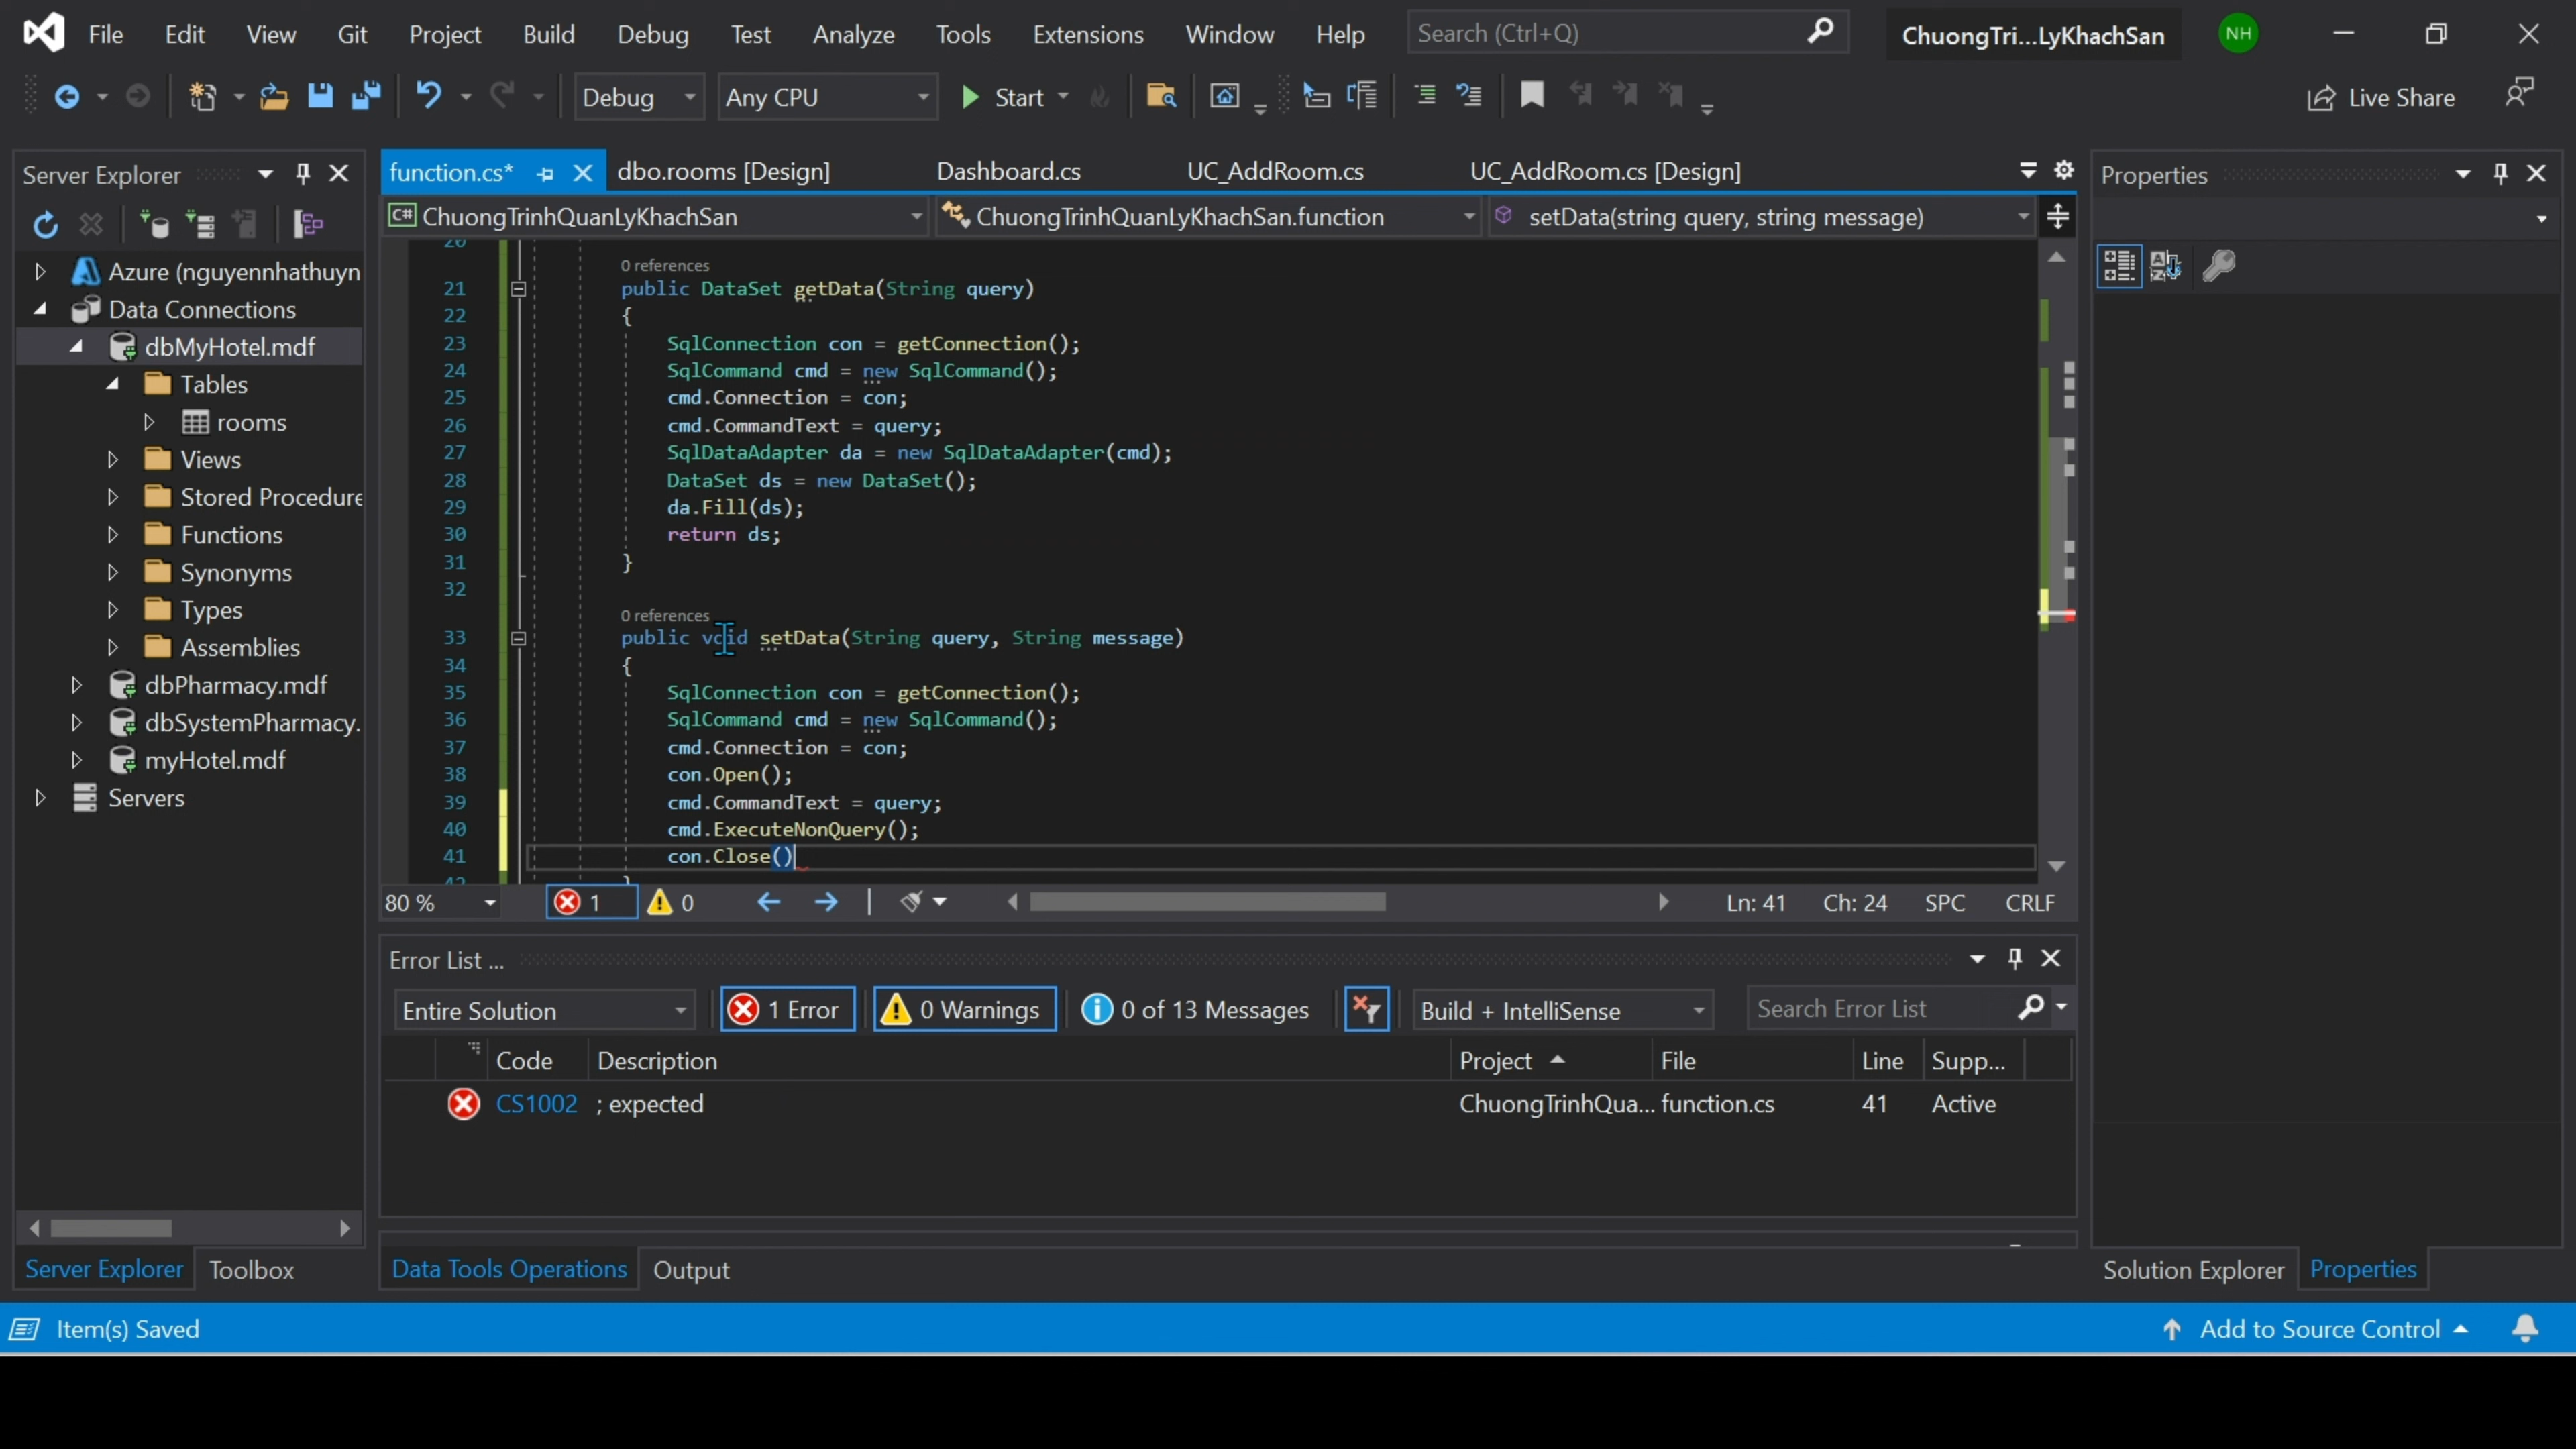 File Edit View Git Project Build Debug Test Analyze Tools Extensions Window Help Search (Ctrl+Q) ChuongTri...LyKhachSan NH
Debug Any CPU Start Live Share
Server Explorer
Azure (nguyennhathuyn
Data Connections
dbMyHotel.mdf
Tables
rooms
Views
Stored Procedure
Functions
Synonyms
Types
Assemblies
dbPharmacy.mdf
dbSystemPharmacy.
myHotel.mdf
Servers
Server Explorer Toolbox
function.cs* dbo.rooms [Design] Dashboard.cs UC_AddRoom.cs UC_AddRoom.cs [Design]
C# ChuongTrinhQuanLyKhachSan ChuongTrinhQuanLyKhachSan.function setData(string query, string message)
20
0 references
21 public DataSet getData(String query)
22 {
23 SqlConnection con = getConnection();
24 SqlCommand cmd = new SqlCommand();
25 cmd.Connection = con;
26 cmd.CommandText = query;
27 SqlDataAdapter da = new SqlDataAdapter(cmd);
28 DataSet ds = new DataSet();
29 da.Fill(ds);
30 return ds;
31 }
32
0 references
33 public void setData(String query, String message)
34 {
35 SqlConnection con = getConnection();
36 SqlCommand cmd = new SqlCommand();
37 cmd.Connection = con;
38 con.Open();
39 cmd.CommandText = query;
40 cmd.ExecuteNonQuery();
41 con.Close()
42 }
80 % 1 0 Ln: 41 Ch: 24 SPC CRLF
Error List ...
Entire Solution 1 Error 0 Warnings 0 of 13 Messages Build + IntelliSense Search Error List
Code Description Project File Line Supp...
CS1002 ; expected ChuongTrinhQua... function.cs 41 Active
Data Tools Operations Output
Properties
Solution Explorer Properties
Item(s) Saved Add to Source Control